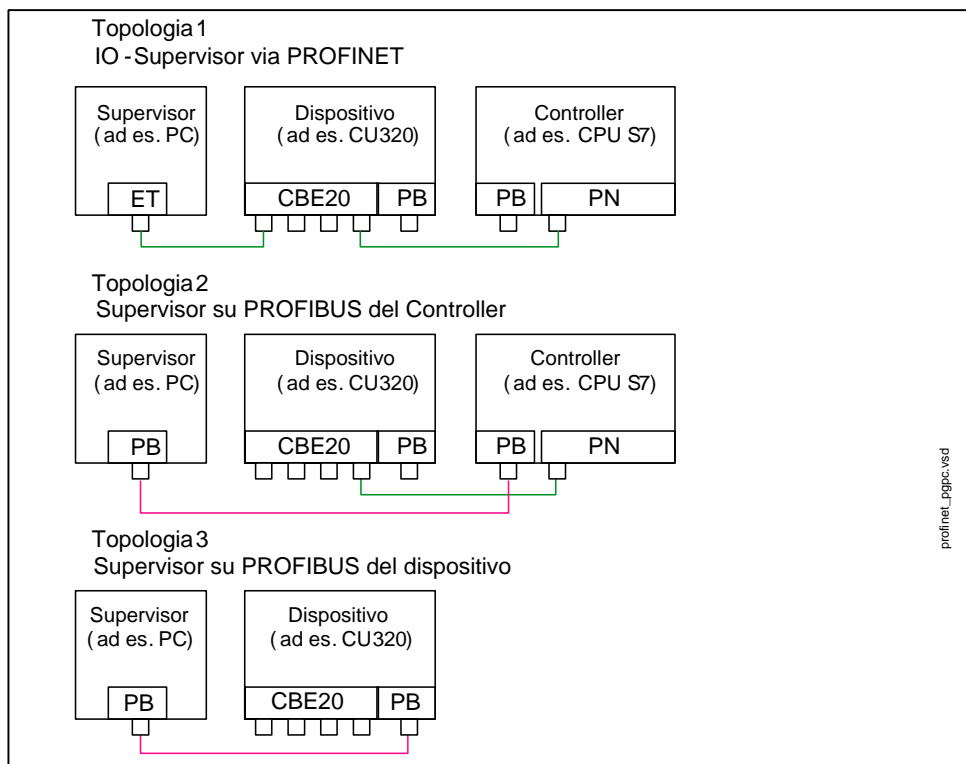 Topologia 1
IO - Supervisor via PROFINET
Supervisor
(ad es. PC)
ET
Dispositivo
(ad es. CU320)
CBE20
PB
Controller
(ad es. CPU S7)
PB
PN
Topologia 2
Supervisor su PROFIBUS del Controller
Supervisor
(ad es. PC)
PB
Dispositivo
(ad es. CU320)
CBE20
PB
Controller
(ad es. CPU S7)
PB
PN
Topologia 3
Supervisor su PROFIBUS del dispositivo
Supervisor
(ad es. PC)
PB
Dispositivo
(ad es. CU320)
CBE20
PB
profinet_pgpc.vsd